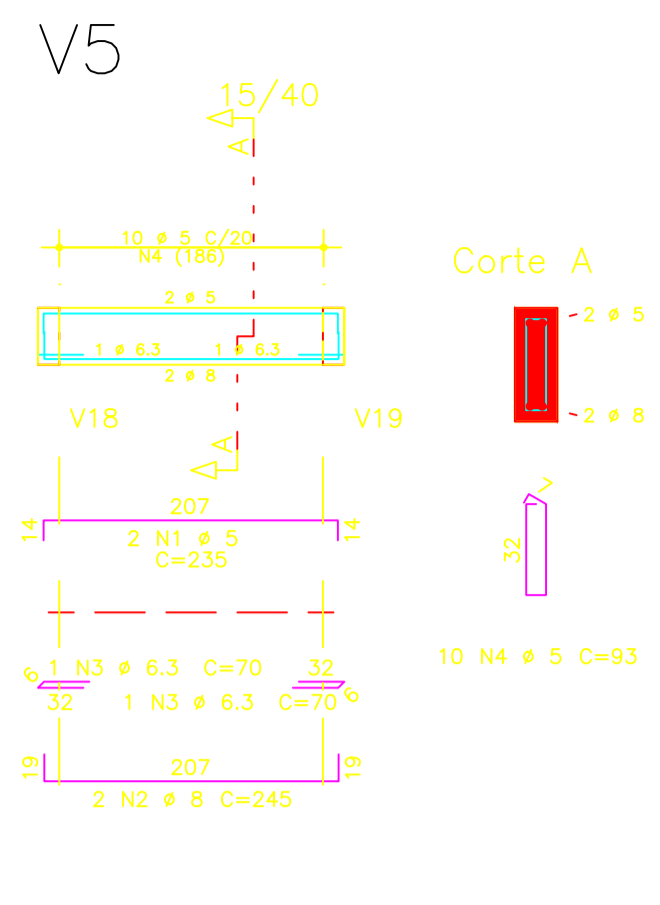 V5
15/40
A
10 ø 5 C/20
N4 (186)
Corte A
2 ø 5
2 ø 5
1 ø 6.3 1 ø 6.3
2 ø 8
2 ø 8
V18 V19
A
7
207
14 14
2 N1 ø 5
C=235
32
10 N4 ø 5 C=93
1 N3 ø 6.3 C=70 32
6
32 1 N3 ø 6.3 C=70 6
207
19 19
2 N2 ø 8 C=245